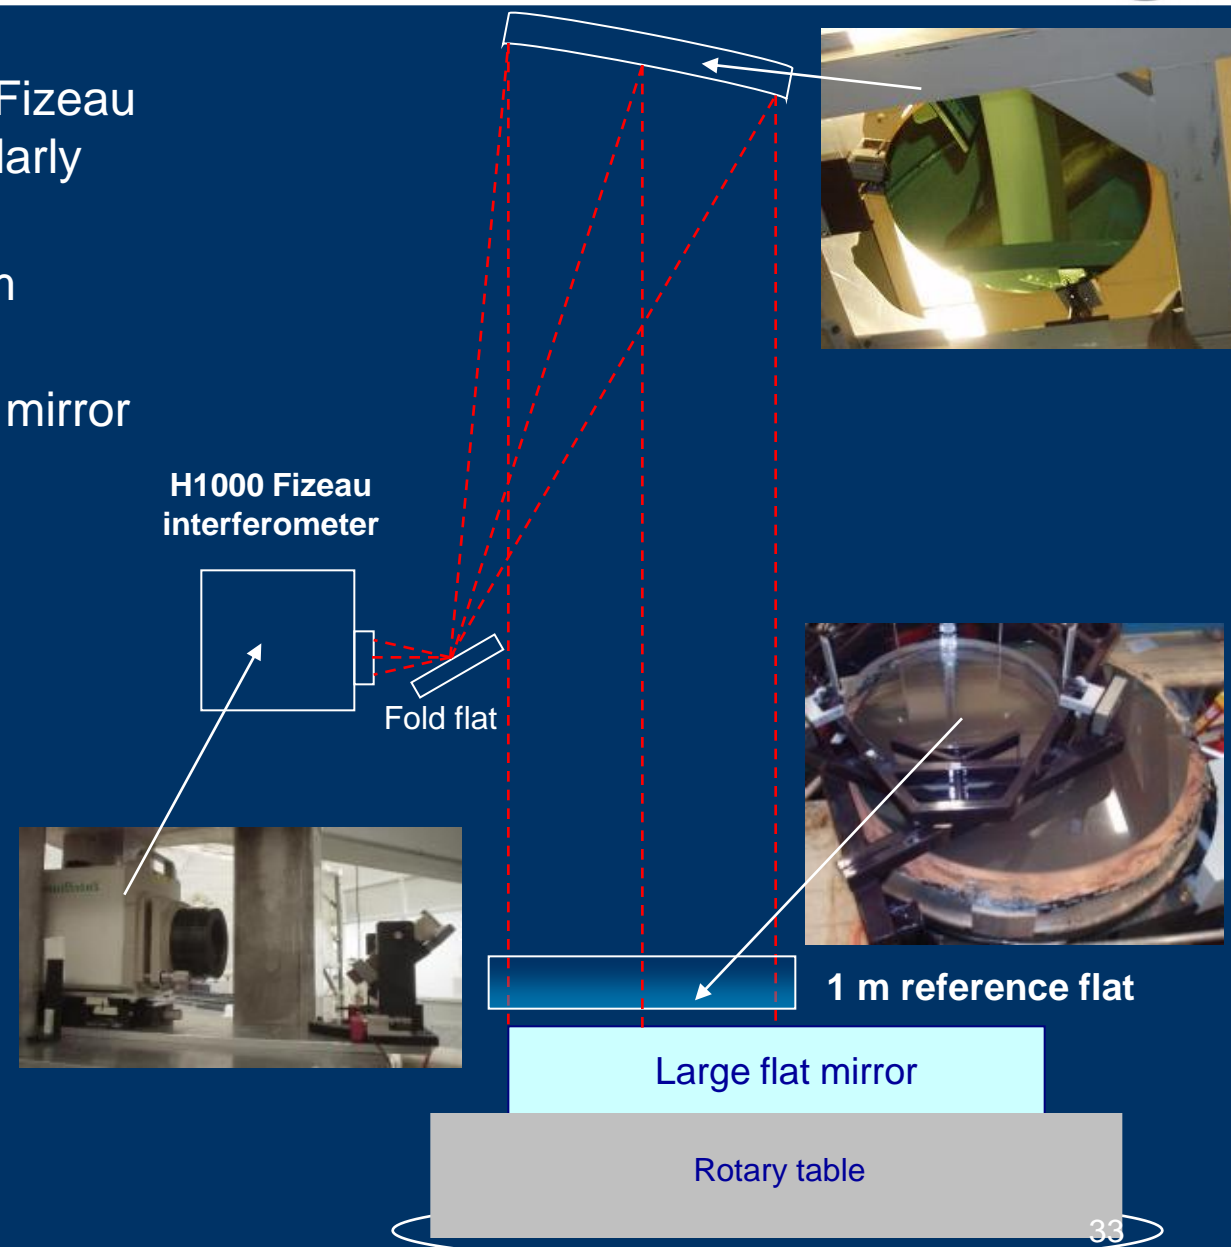 Fizeau
larly
mirror
H1000 Fizeau
interferometer
Fold flat
1 m reference flat
Large flat mirror
Rotary table
33